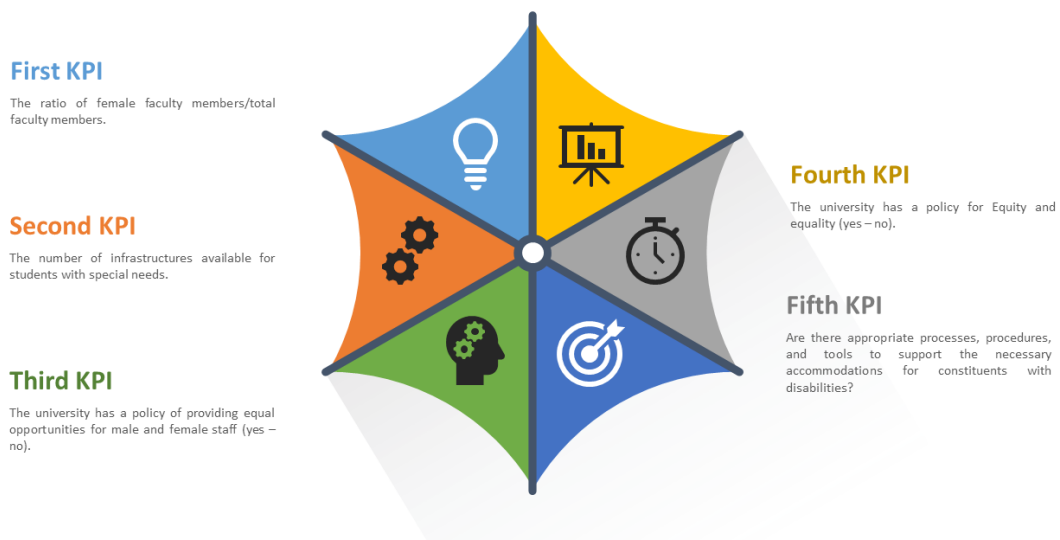 First KPI
The ratio of female faculty members/total
faculty members.
Second KPI
The number of infrastructures available for
students with special needs.
Third KPI
The university has a policy of providing equal
opportunities for male and female staff (yes –
no).
Fourth KPI
The university has a policy for Equity and
equality (yes – no).
Fifth KPI
Are there appropriate processes, procedures,
and tools to support the necessary
accommodations for constituents with
disabilities?